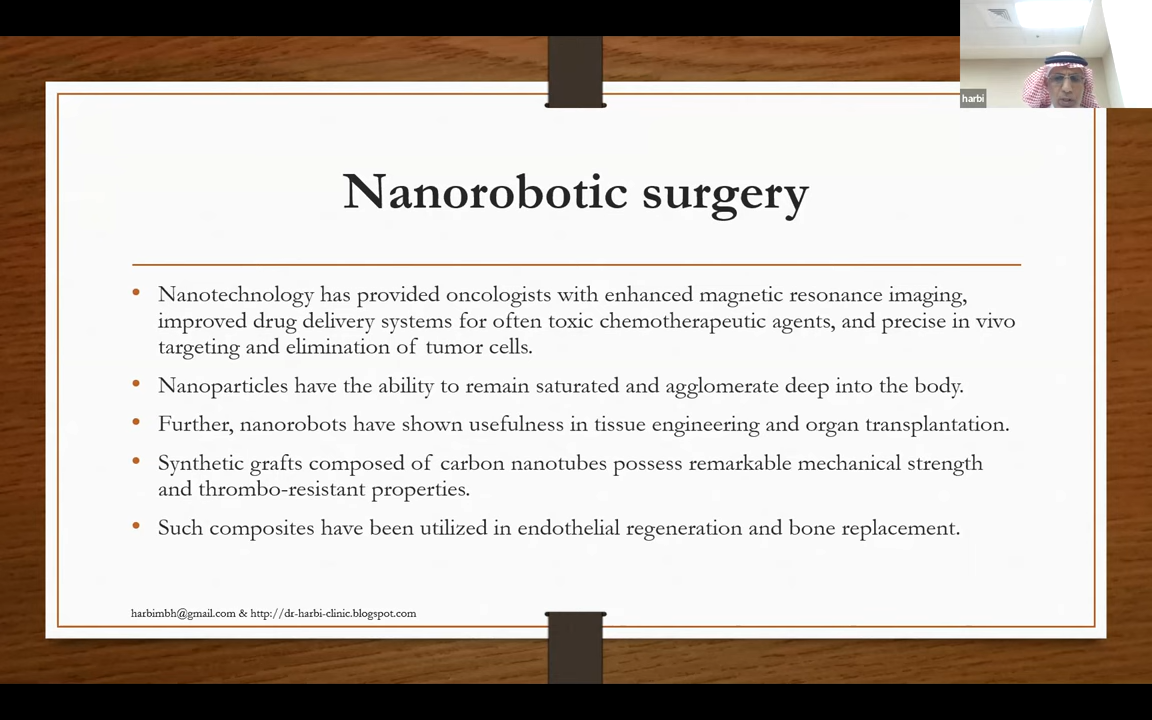 harbi
Nanorobotic surgery
• Nanotechnology has provided oncologists with enhanced magnetic resonance imaging,
improved drug delivery systems for often toxic chemotherapeutic agents, and precise in vivo
targeting and elimination of tumor cells.
• Nanoparticles have the ability to remain saturated and agglomerate deep into the body.
• Further, nanorobots have shown usefulness in tissue engineering and organ transplantation.
• Synthetic grafts composed of carbon nanotubes possess remarkable mechanical strength
and thrombo-resistant properties.
• Such composites have been utilized in endothelial regeneration and bone replacement.
harbimbh@gmail.com & http://dr-harbi-clinic.blogspot.com